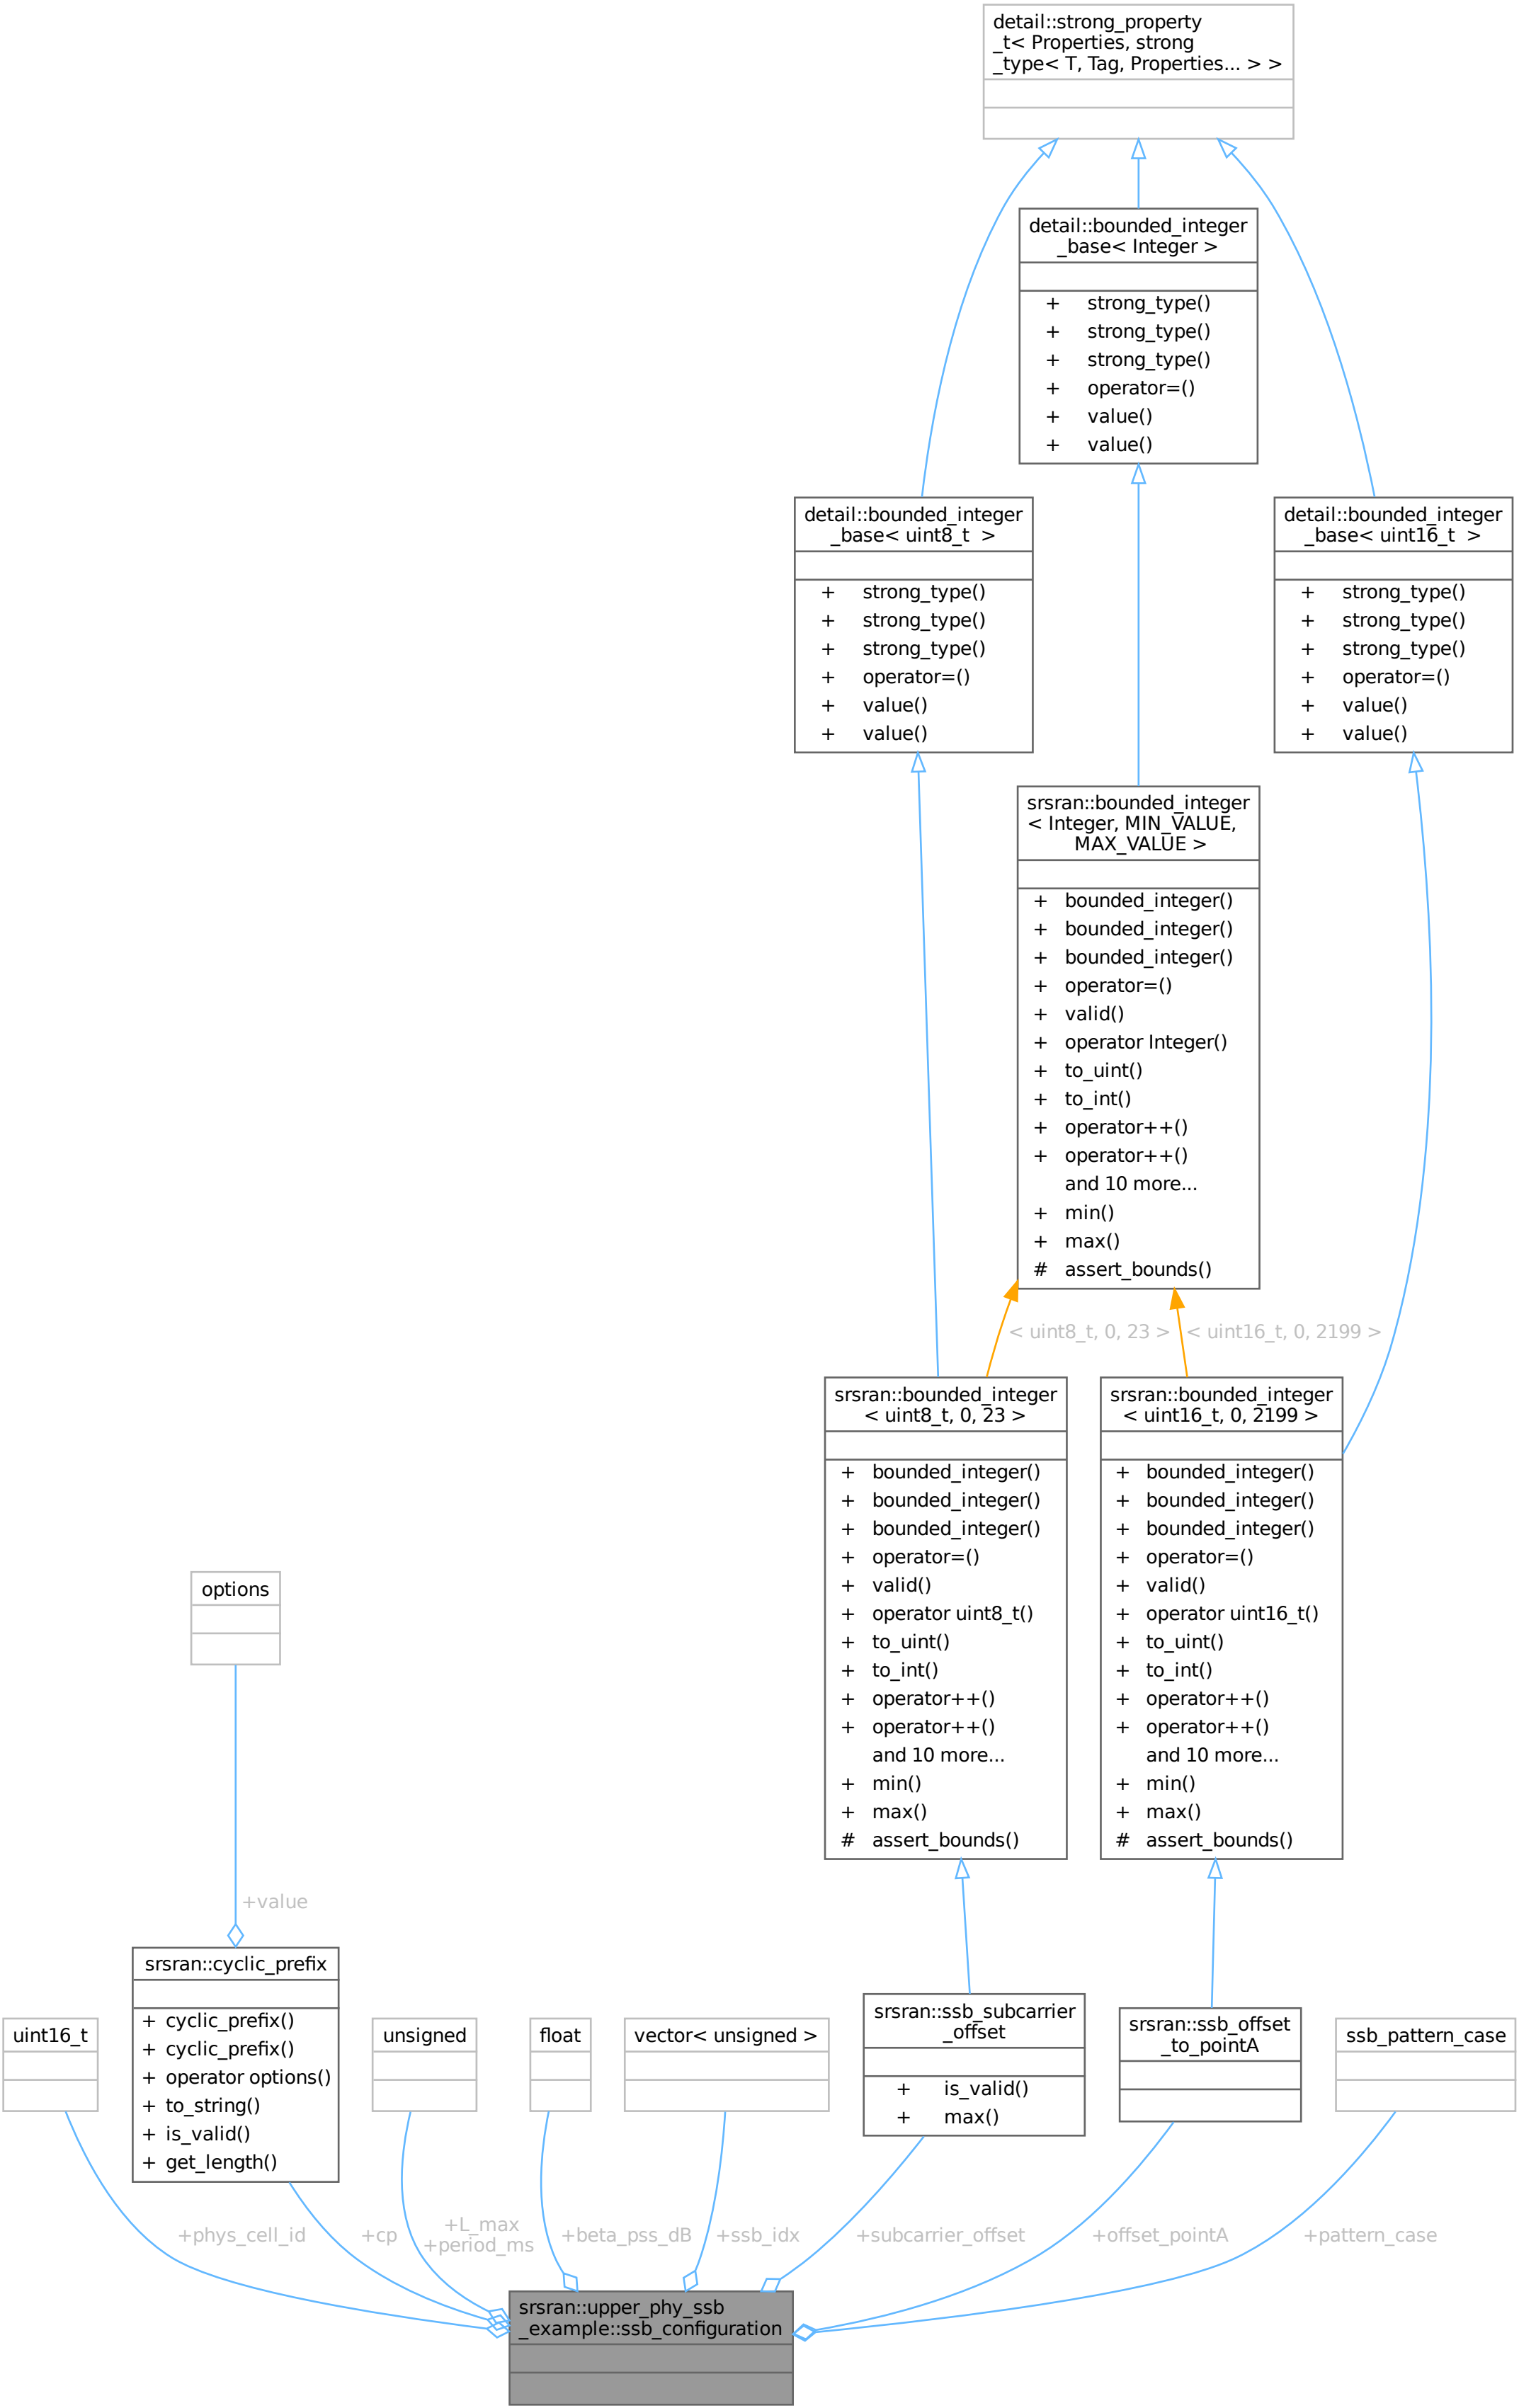 detail::strong_property
_t< Properties, strong
_type< T, Tag, Properties... > >
detail::bounded_integer
_base< Integer >
+ strong_type()
+ strong_type()
+ strong_type()
+ operator=()
+ value()
+ value()
detail::bounded_integer
_base< uint8_t >
+ strong_type()
+ strong_type()
+ strong_type()
+ operator=()
+ value()
+ value()
detail::bounded_integer
_base< uint16_t >
+ strong_type()
+ strong_type()
+ strong_type()
+ operator=()
+ value()
+ value()
srsran::bounded_integer
< Integer, MIN_VALUE,
MAX_VALUE >
+ bounded_integer()
+ bounded_integer()
+ bounded_integer()
+ operator=()
+ valid()
+ operator Integer()
+ to_uint()
+ to_int()
+ operator++()
+ operator++()
and 10 more...
+ min()
+ max()
# assert_bounds()
< uint8_t, 0, 23 >
< uint16_t, 0, 2199 >
srsran::bounded_integer
< uint8_t, 0, 23 >
+ bounded_integer()
+ bounded_integer()
+ bounded_integer()
+ operator=()
+ valid()
+ operator uint8_t()
+ to_uint()
+ to_int()
+ operator++()
+ operator++()
and 10 more...
+ min()
+ max()
# assert_bounds()
srsran::bounded_integer
< uint16_t, 0, 2199 >
+ bounded_integer()
+ bounded_integer()
+ bounded_integer()
+ operator=()
+ valid()
+ operator uint16_t()
+ to_uint()
+ to_int()
+ operator++()
+ operator++()
and 10 more...
+ min()
+ max()
# assert_bounds()
options
+value
uint16_t
srsran::cyclic_prefix
+ cyclic_prefix()
+ cyclic_prefix()
+ operator options()
+ to_string()
+ is_valid()
+ get_length()
unsigned
float
vector< unsigned >
srsran::ssb_subcarrier
_offset
+ is_valid()
+ max()
srsran::ssb_offset
_to_pointA
ssb_pattern_case
+phys_cell_id
+cp
+L_max
+period_ms
+beta_pss_dB
+ssb_idx
+subcarrier_offset
+offset_pointA
+pattern_case
srsran::upper_phy_ssb
_example::ssb_configuration